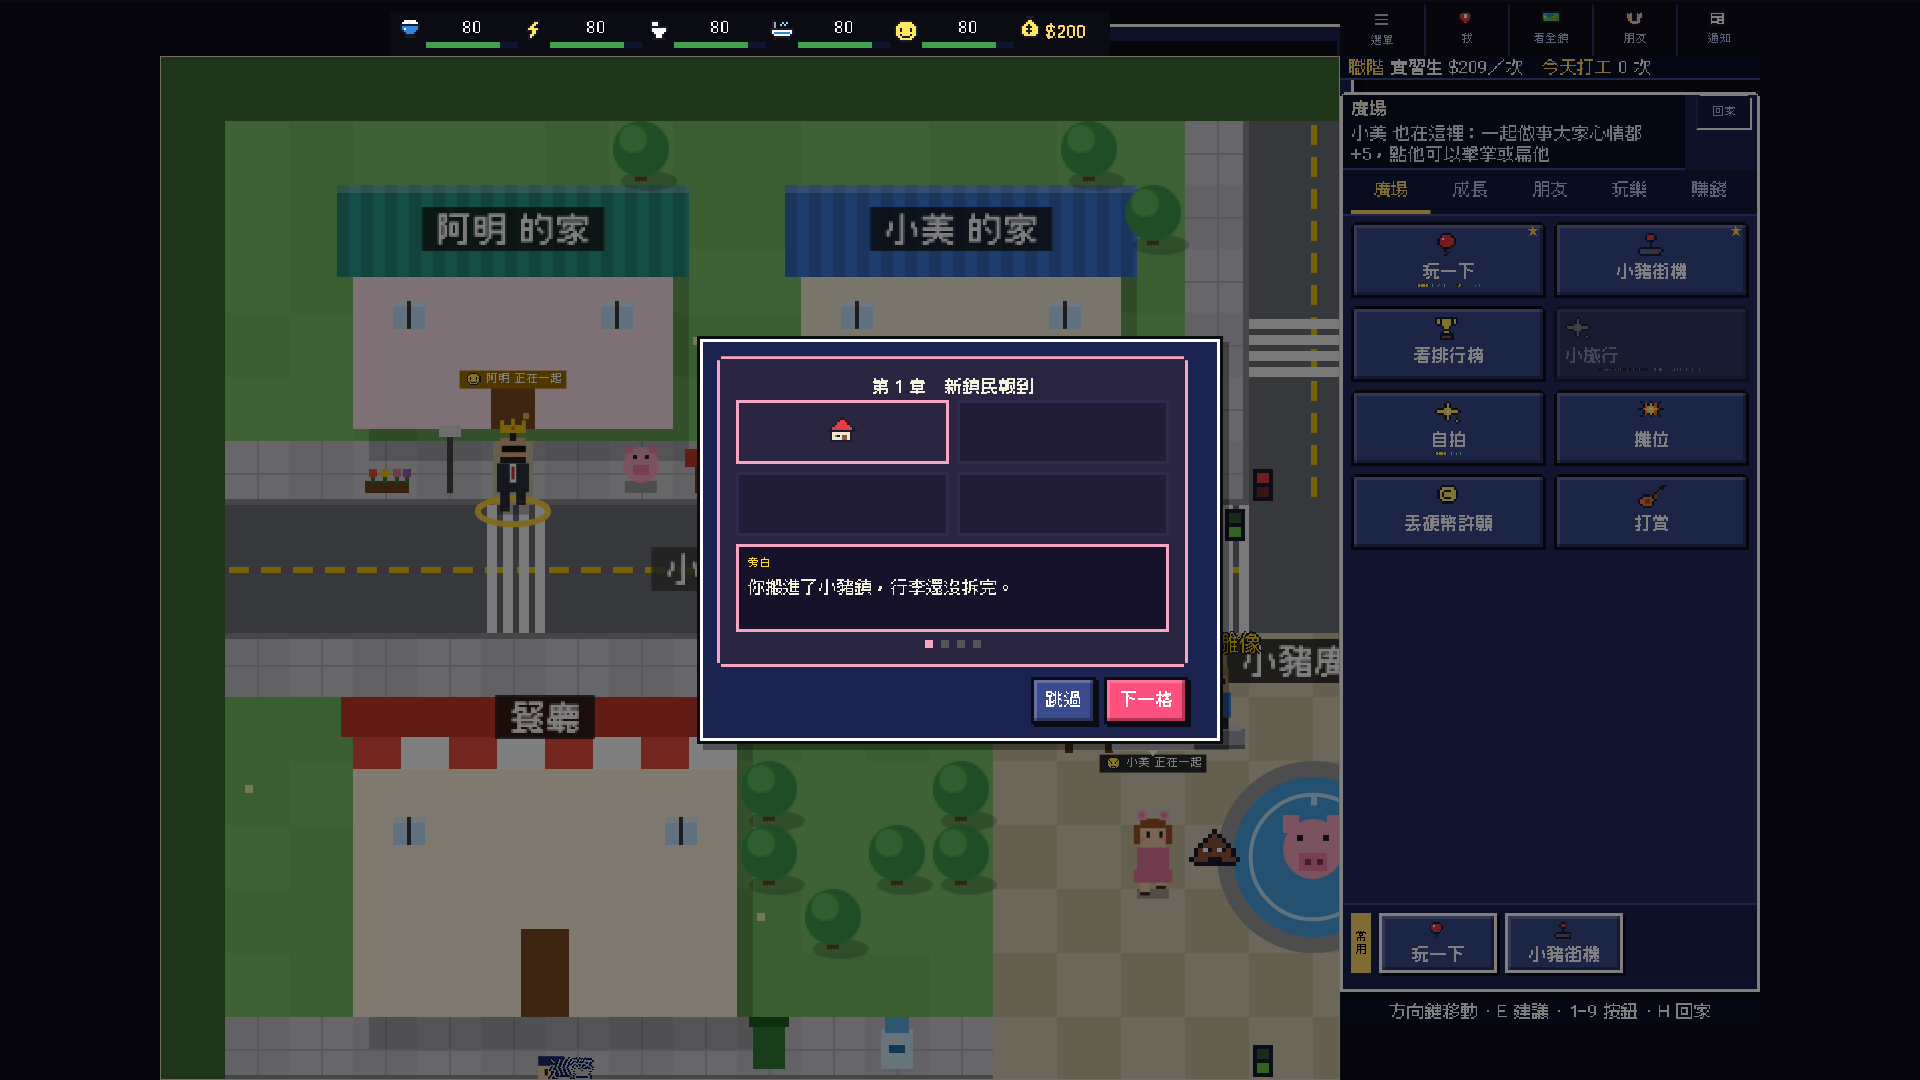 80
80
80
80
80
$200
選單
我
看全鎮
朋友
通知
職階 實習生 $209/次 今天打工 0 次
廣場
回家
小美 也在這裡：一起做事大家心情都
+5，點他可以擊掌或扁他
廣場
成長
朋友
玩樂
賺錢
玩一下
小豬街機
看排行榜
小旅行
自拍
攤位
丟硬幣許願
打賞
常用
玩一下
小豬街機
方向鍵移動 · E 建議 · 1-9 按鈕 · H 回家
阿明 的家
小美 的家
阿明 正在一起
第 1 章　新鎮民報到
旁白
你搬進了小豬鎮，行李還沒拆完。
跳過
下一格
小
雕像
小豬廣
餐廳
小美 正在一起